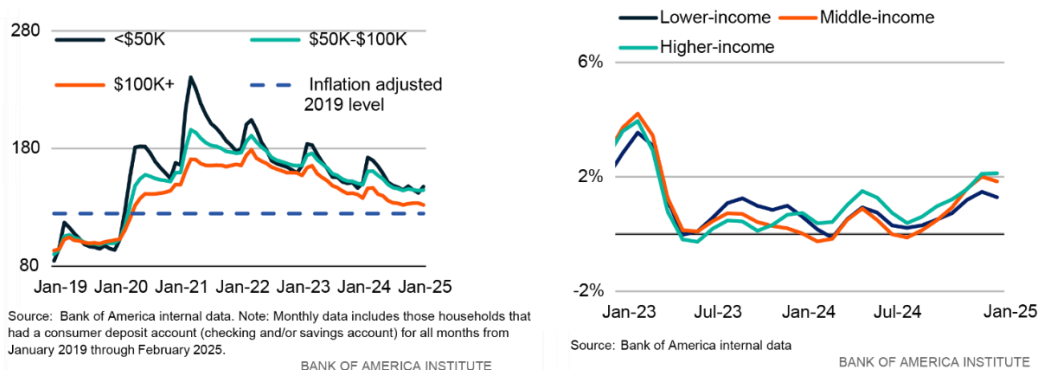 280
<$50K
$50K-$100K
$100K+
Inflation adjusted
2019 level
180
80
Jan-19
Jan-20
Jan-21
Jan-22
Jan-23
Jan-24
Jan-25
Source: Bank of America internal data. Note: Monthly data includes those households that
had a consumer deposit account (checking and/or savings account) for all months from
January 2019 through February 2025.
BANK OF AMERICA INSTITUTE
Lower-income
Middle-income
Higher-income
6%
2%
-2%
Jan-23
Jul-23
Jan-24
Jul-24
Jan-25
Source: Bank of America internal data
BANK OF AMERICA INSTITUTE